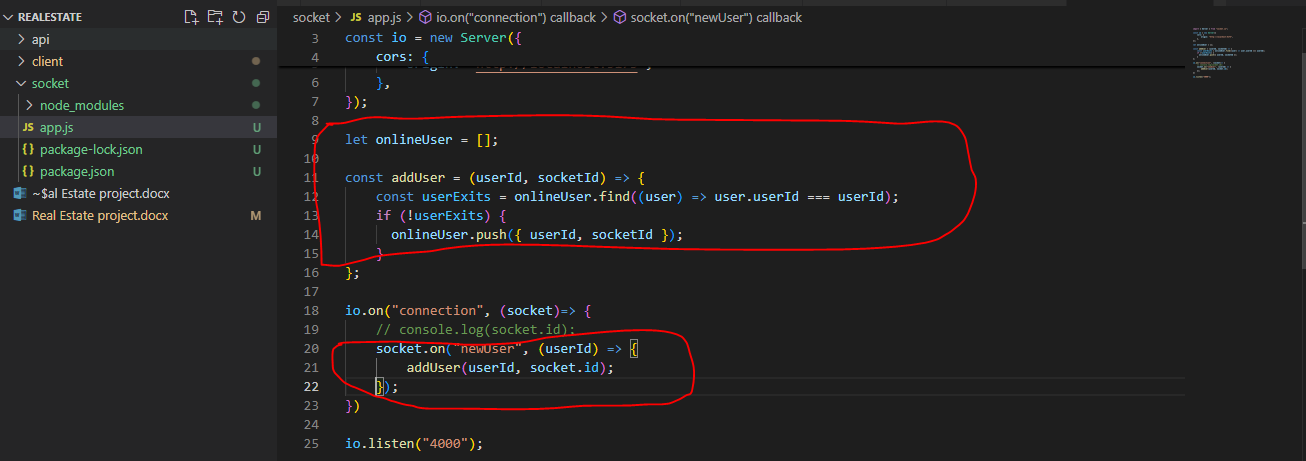 REALESTATE
api
client
socket
node_modules
JS app.js U
{} package-lock.json U
{} package.json U
~$al Estate project.docx
Real Estate project.docx M
socket > JS app.js > io.on("connection") callback > socket.on("newUser") callback
3 const io = new Server({
4 cors: {
6 },
7 });
8
9 let onlineUser = [];
10
11 const addUser = (userId, socketId) => {
12 const userExits = onlineUser.find((user) => user.userId === userId);
13 if (!userExits) {
14 onlineUser.push({ userId, socketId });
15 }
16 };
17
18 io.on("connection", (socket)=> {
19 // console.log(socket.id);
20 socket.on("newUser", (userId) => {
21 addUser(userId, socket.id);
22 });
23 })
24
25 io.listen("4000");